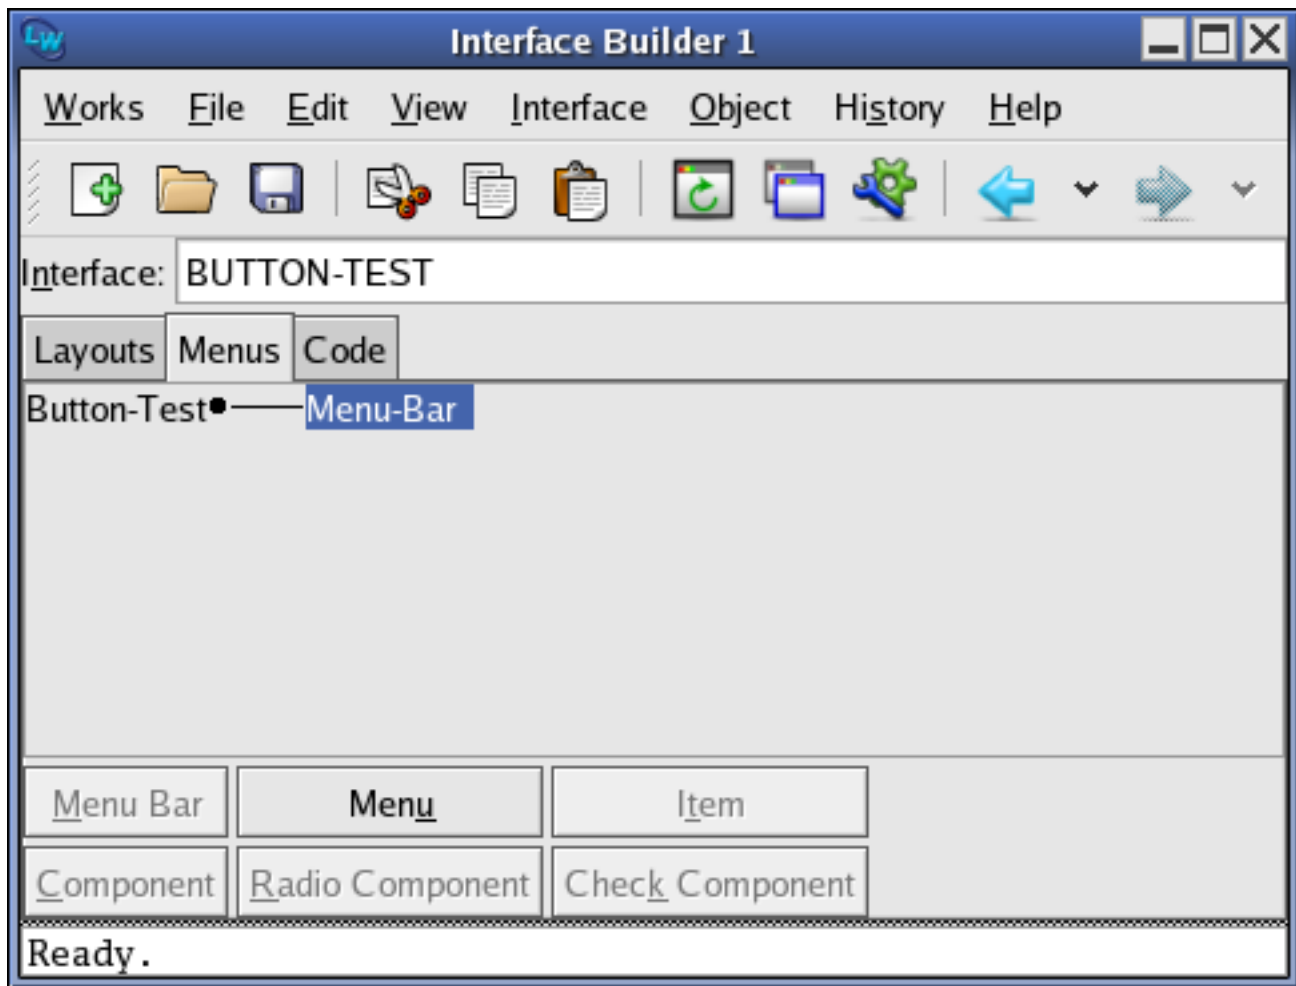 LW Interface Builder 1
Works File Edit View Interface Object History Help
Interface: BUTTON-TEST
Layouts Menus Code
Button-Test Menu-Bar
Menu Bar Menu Item
Component Radio Component Check Component
Ready.